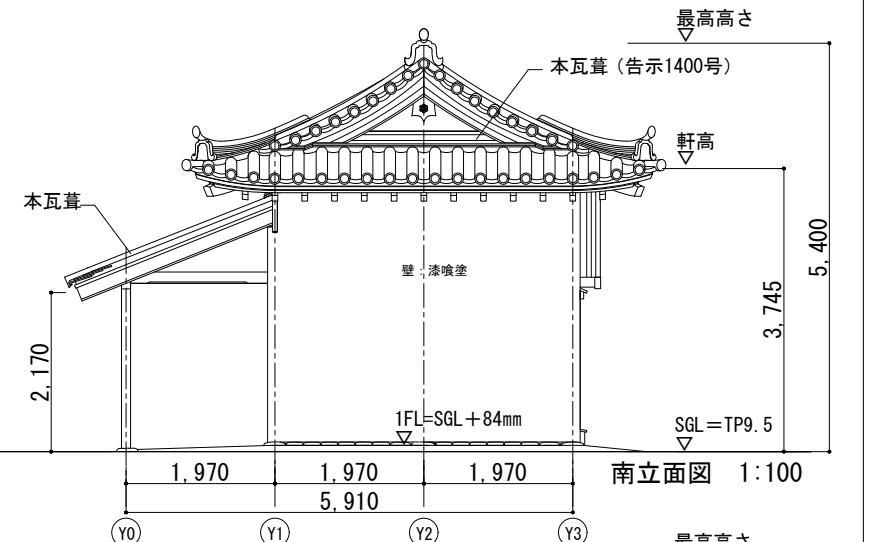 最高高さ
本瓦葺（告示1400号）
軒高
本瓦葺
壁：漆喰塗
5,400
3,745
2,170
1FL=SGL＋84mm
SGL＝TP9.5
1,970
1,970
1,970
南立面図 1:100
5,910
Y0
Y1
Y2
Y3
最高高さ